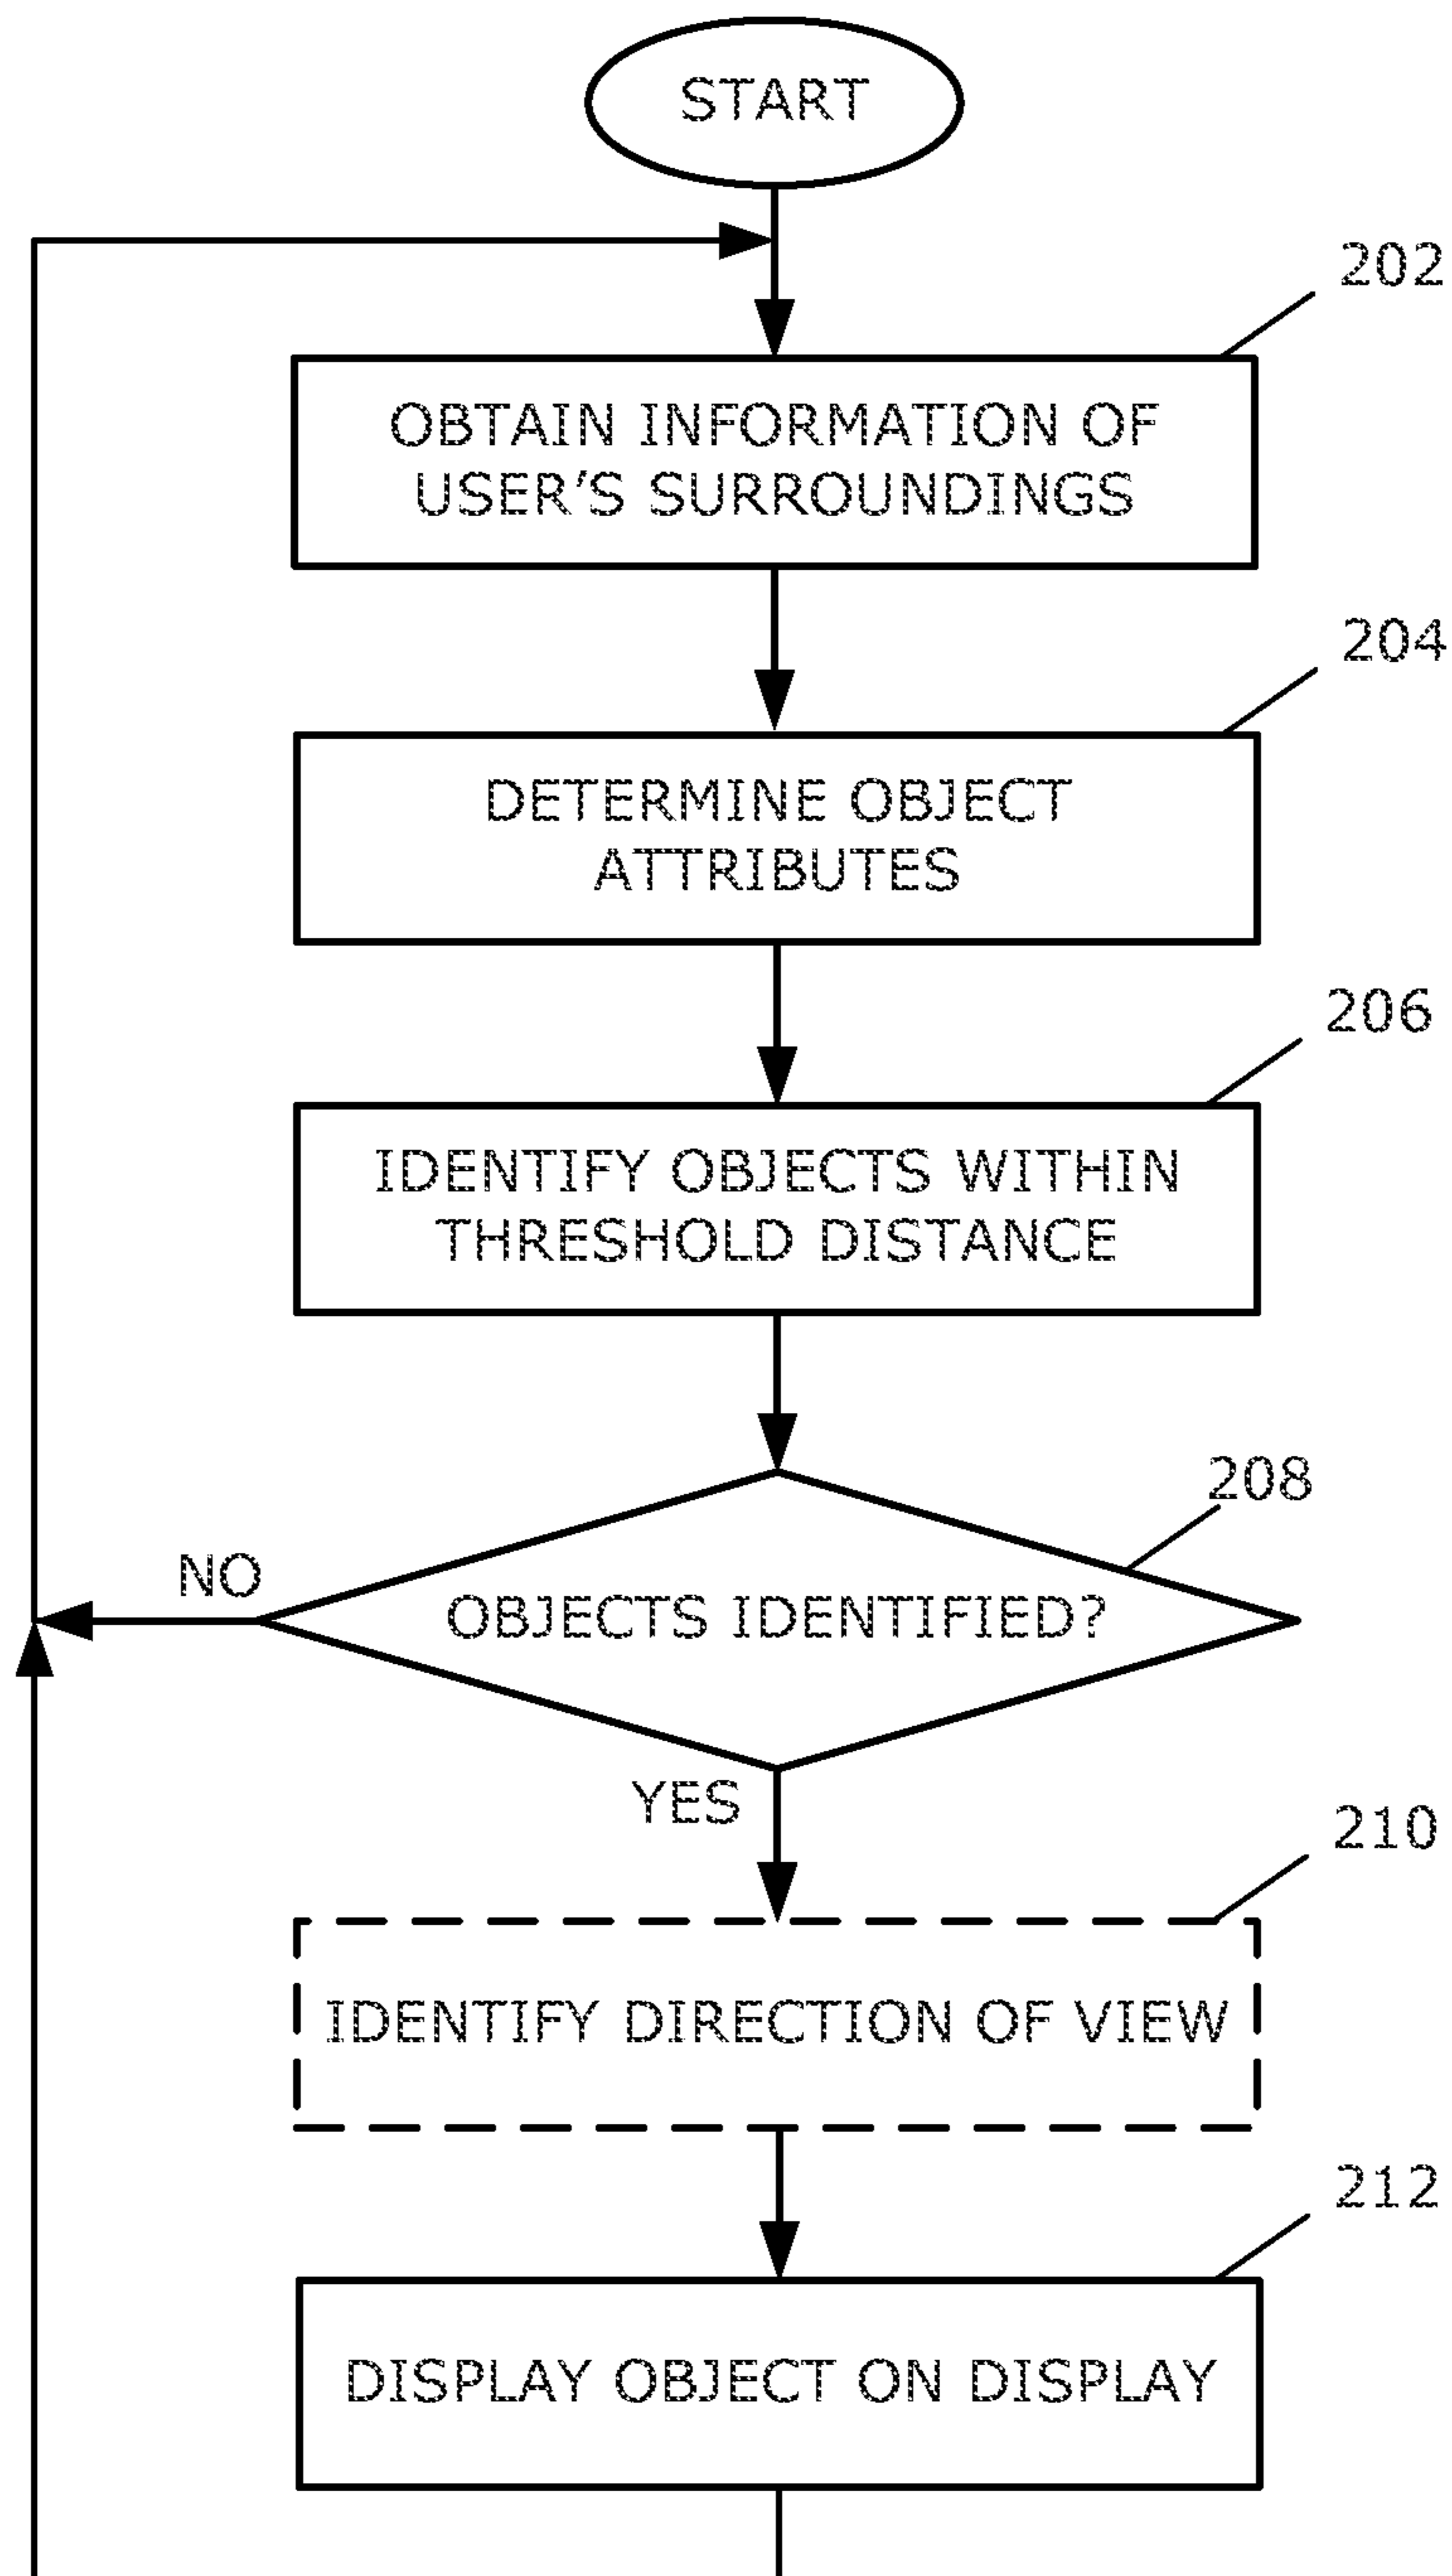 START
202
OBTAIN INFORMATION OF
USER'S SURROUNDINGS
204
DETERMINE OBJECT
ATTRIBUTES
206
IDENTIFY OBJECTS WITHIN
THRESHOLD DISTANCE
208
NO
OBJECTS IDENTIFIED?
YES
210
IDENTIFY DIRECTION OF VIEW
212
DISPLAY OBJECT ON DISPLAY